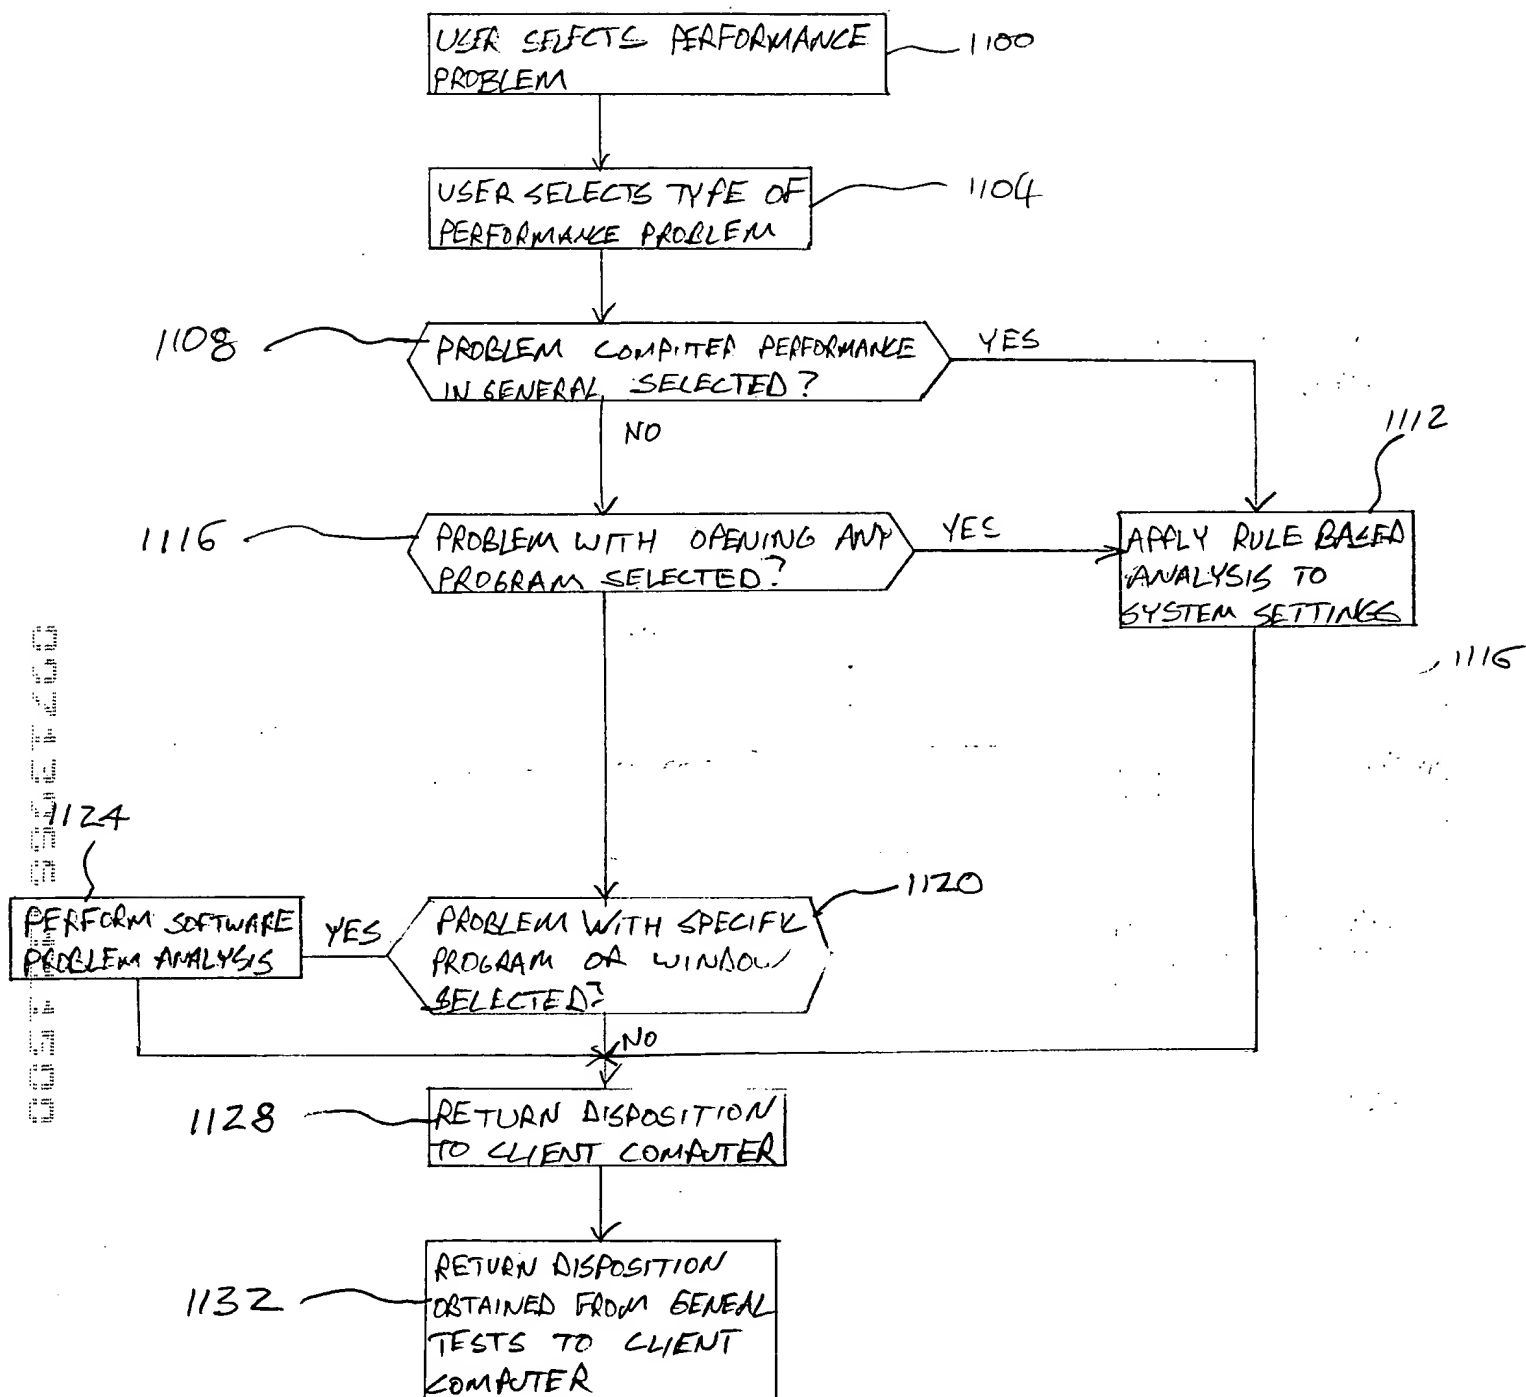 USER SELECTS PERFORMANCE
PROBLEM
1100
USER SELECTS TYPE OF
PERFORMANCE PROBLEM
1104
1108
PROBLEM COMPUTER PERFORMANCE
IN GENERAL SELECTED?
YES
NO
1112
1116
PROBLEM WITH OPENING ANY
PROGRAM SELECTED?
YES
APPLY RULE BASED
ANALYSIS TO
SYSTEM SETTINGS
1116
1124
PERFORM SOFTWARE
PROBLEM ANALYSIS
YES
PROBLEM WITH SPECIFIC
PROGRAM OR WINDOW
SELECTED?
1120
NO
1128
RETURN DISPOSITION
TO CLIENT COMPUTER
1132
RETURN DISPOSITION
OBTAINED FROM GENEAL
TESTS TO CLIENT
COMPUTER